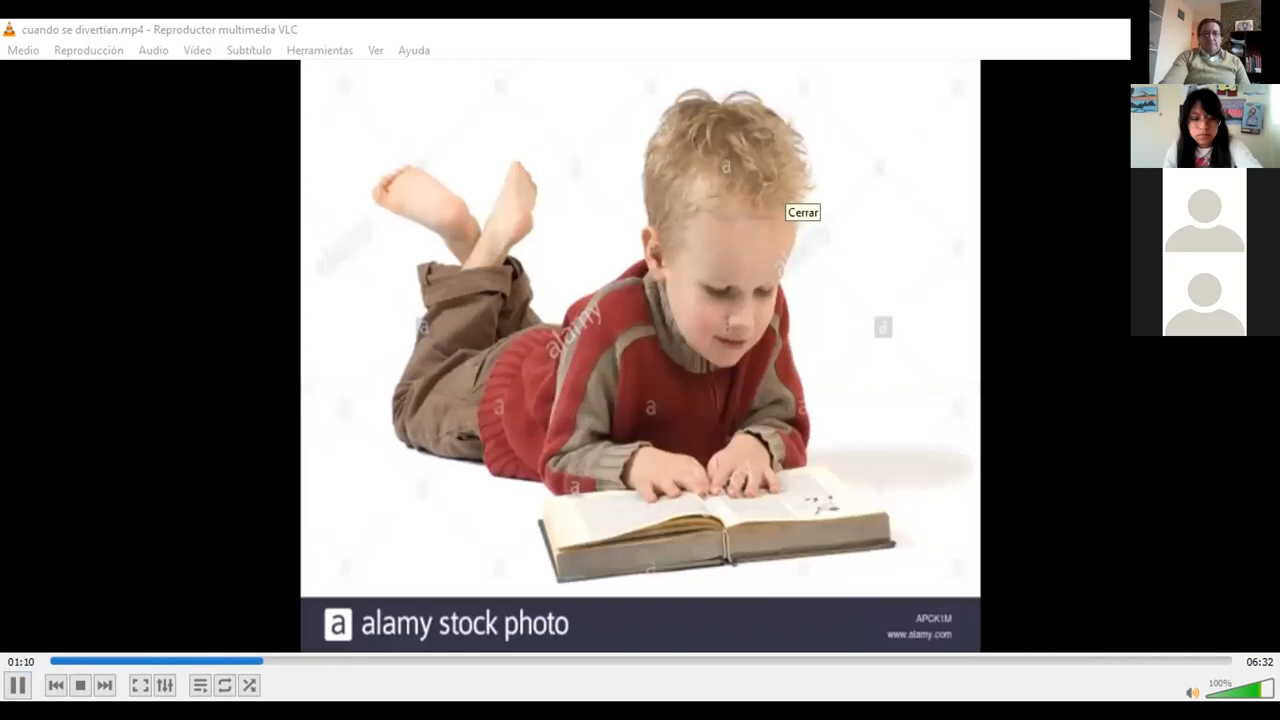 cuando se divertían.mp4 - Reproductor multimedia VLC
Medio Reproducción Audio Vídeo Subtítulo Herramientas Ver Ayuda
a
Cerrar
alamy
a
a
a
a
a
a
a alamy stock photo
APCK1M
www.alamy.com
01:10
06:32
100%